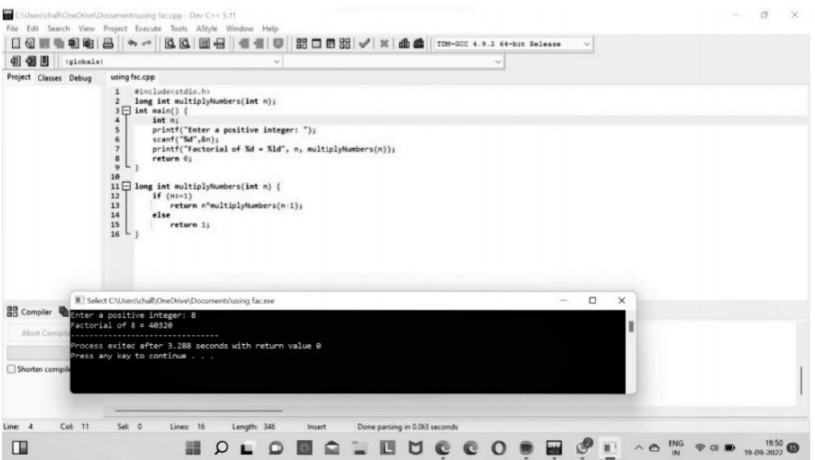 C:\Users\chall\OneDrive\Documents\using fac.cpp - Dev-C++ 5.11
File Edit Search View Project Execute Tools AStyle Window Help
TDM-GCC 4.9.2 64-bit Release
(globals)
Project Classes Debug
using fac.cpp
1 #include<stdio.h>
2 long int multiplyNumbers(int n);
3 int main() {
4 int n;
5 printf("Enter a positive integer: ");
6 scanf("%d",&n);
7 printf("Factorial of %d = %ld", n, multiplyNumbers(n));
8 return 0;
9 }
10
11 long int multiplyNumbers(int n) {
12 if (n>=1)
13 return n*multiplyNumbers(n-1);
14 else
15 return 1;
16 }
Select C:\Users\chall\OneDrive\Documents\using fac.exe
Enter a positive integer: 8
Factorial of 8 = 40320
--------------------------------
Process exited after 3.288 seconds with return value 0
Press any key to continue . . .
Compiler
Abort Compil
Shorten compile
Line: 4 Col: 11 Sel: 0 Lines: 16 Length: 346 Insert Done parsing in 0.063 seconds
ENG
IN
19:50
19-09-2022